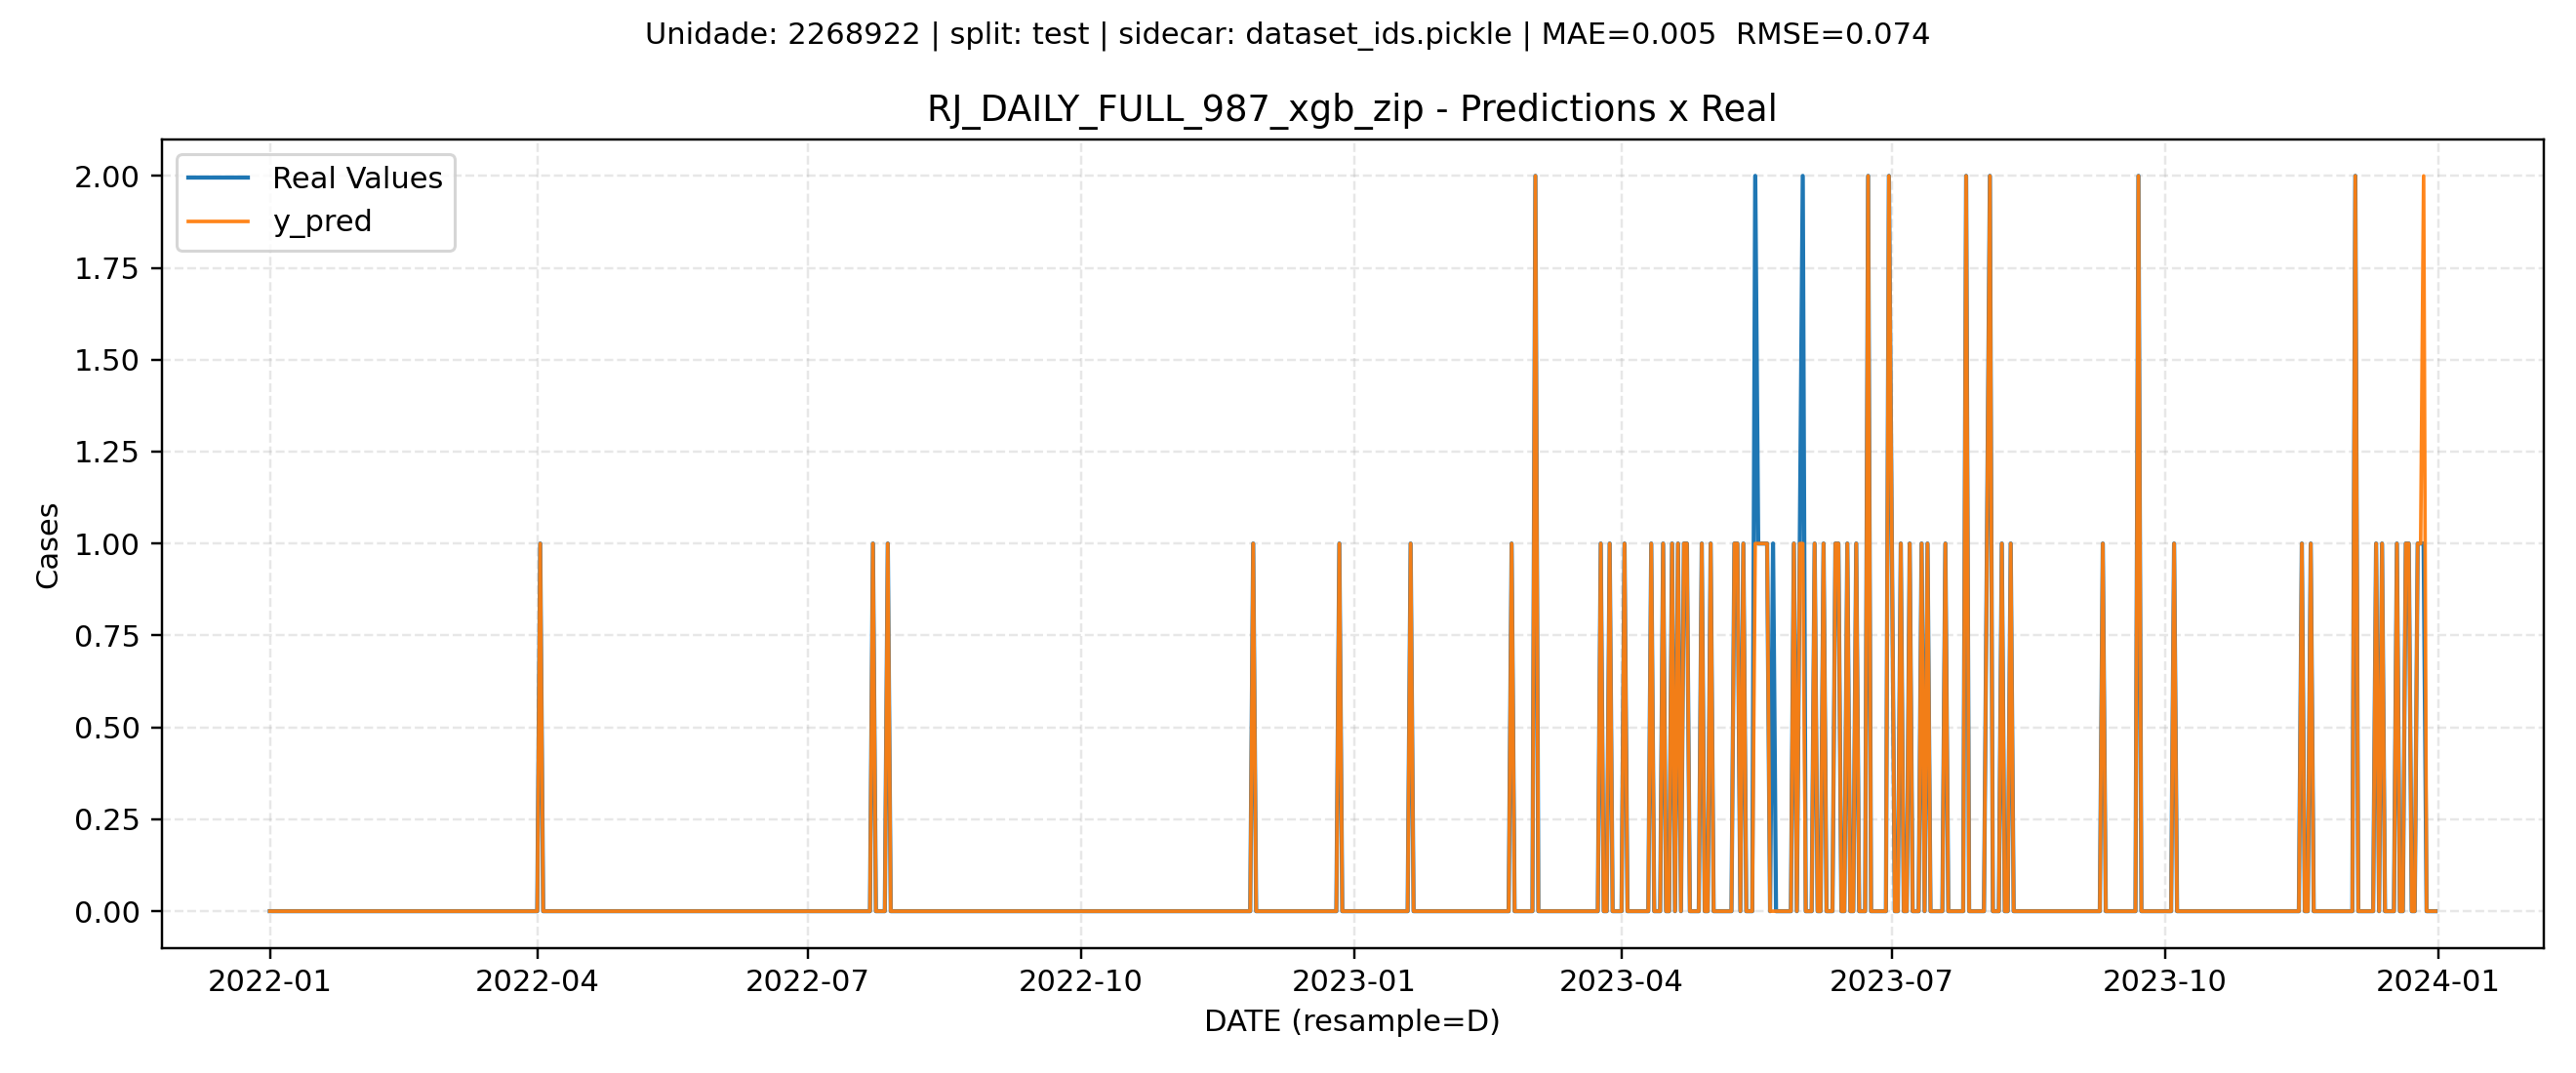 Unidade: 2268922 | split: test | sidecar: dataset_ids.pickle | MAE=0.005  RMSE=0.074
RJ_DAILY_FULL_987_xgb_zip - Predictions x Real
Real Values
y_pred
2.00
1.75
1.50
1.25
1.00
0.75
0.50
0.25
0.00
Cases
2022-01 2022-04 2022-07 2022-10 2023-01 2023-04 2023-07 2023-10 2024-01
DATE (resample=D)